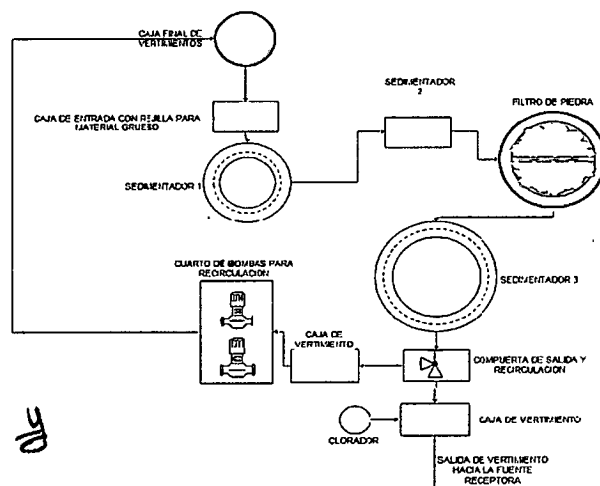 CAJA FINAL DE
VERTIMIENTOS
CAJA DE ENTRADA CON REJILLA PARA
MATERIAL GRUESO
SEDIMENTADOR 1
SEDIMENTADOR
2
FILTRO DE PIEDRA
SEDIMENTADOR 3
CUARTO DE BOMBAS PARA
RECIRCULACION
CAJA DE
VERTIMIENTO
COMPUERTA DE SALIDA Y
RECIRCULACION
CLORADOR
CAJA DE VERTIMIENTO
SALIDA DE VERTIMIENTO
HACIA LA FUENTE
RECEPTORA